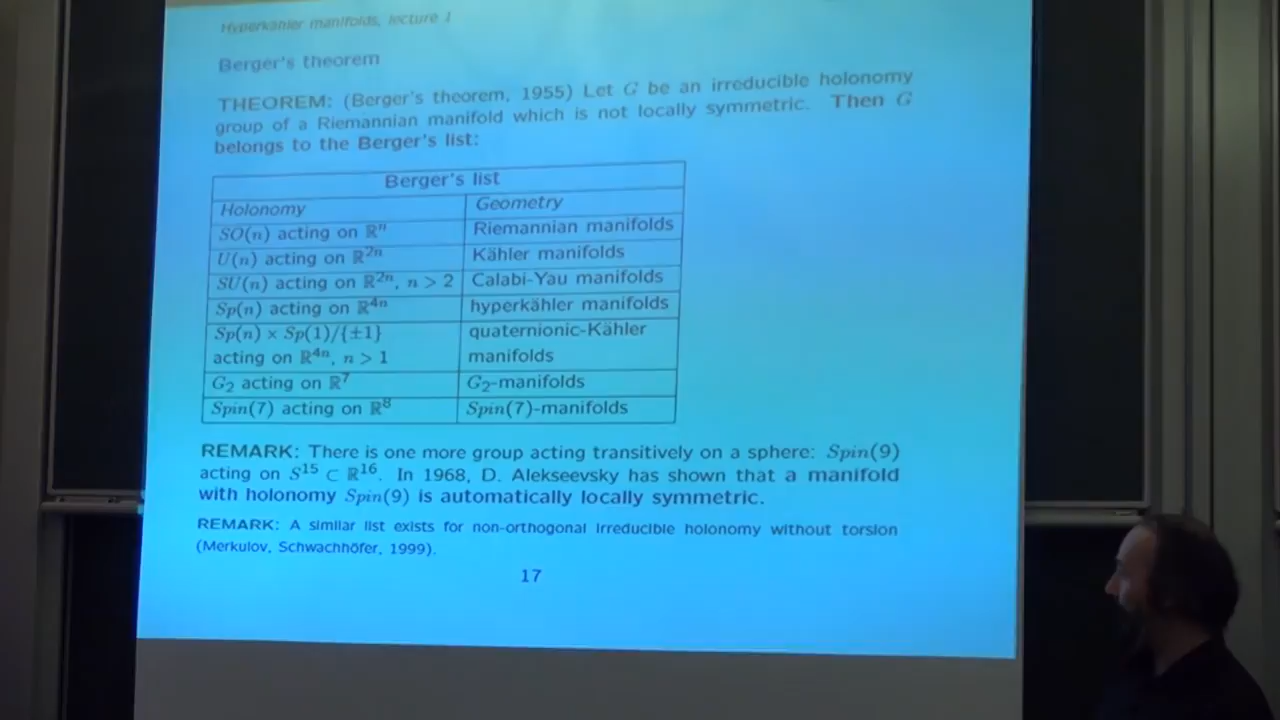 Hyperkähler manifolds, lecture 1
Berger's theorem
THEOREM: (Berger's theorem, 1955) Let G be an irreducible holonomy
group of a Riemannian manifold which is not locally symmetric. Then G
belongs to the Berger's list:
Berger's list
Holonomy Geometry
SO(n) acting on ℝⁿ Riemannian manifolds
U(n) acting on ℝ²ⁿ Kähler manifolds
SU(n) acting on ℝ²ⁿ, n > 2 Calabi-Yau manifolds
Sp(n) acting on ℝ⁴ⁿ hyperkähler manifolds
Sp(n) × Sp(1)/{±1} quaternionic-Kähler
acting on ℝ⁴ⁿ, n > 1 manifolds
G₂ acting on ℝ⁷ G₂-manifolds
Spin(7) acting on ℝ⁸ Spin(7)-manifolds
REMARK: There is one more group acting transitively on a sphere: Spin(9)
acting on S¹⁵ ⊂ ℝ¹⁶. In 1968, D. Alekseevsky has shown that a manifold
with holonomy Spin(9) is automatically locally symmetric.
REMARK: A similar list exists for non-orthogonal irreducible holonomy without torsion
(Merkulov, Schwachhöfer, 1999).
17